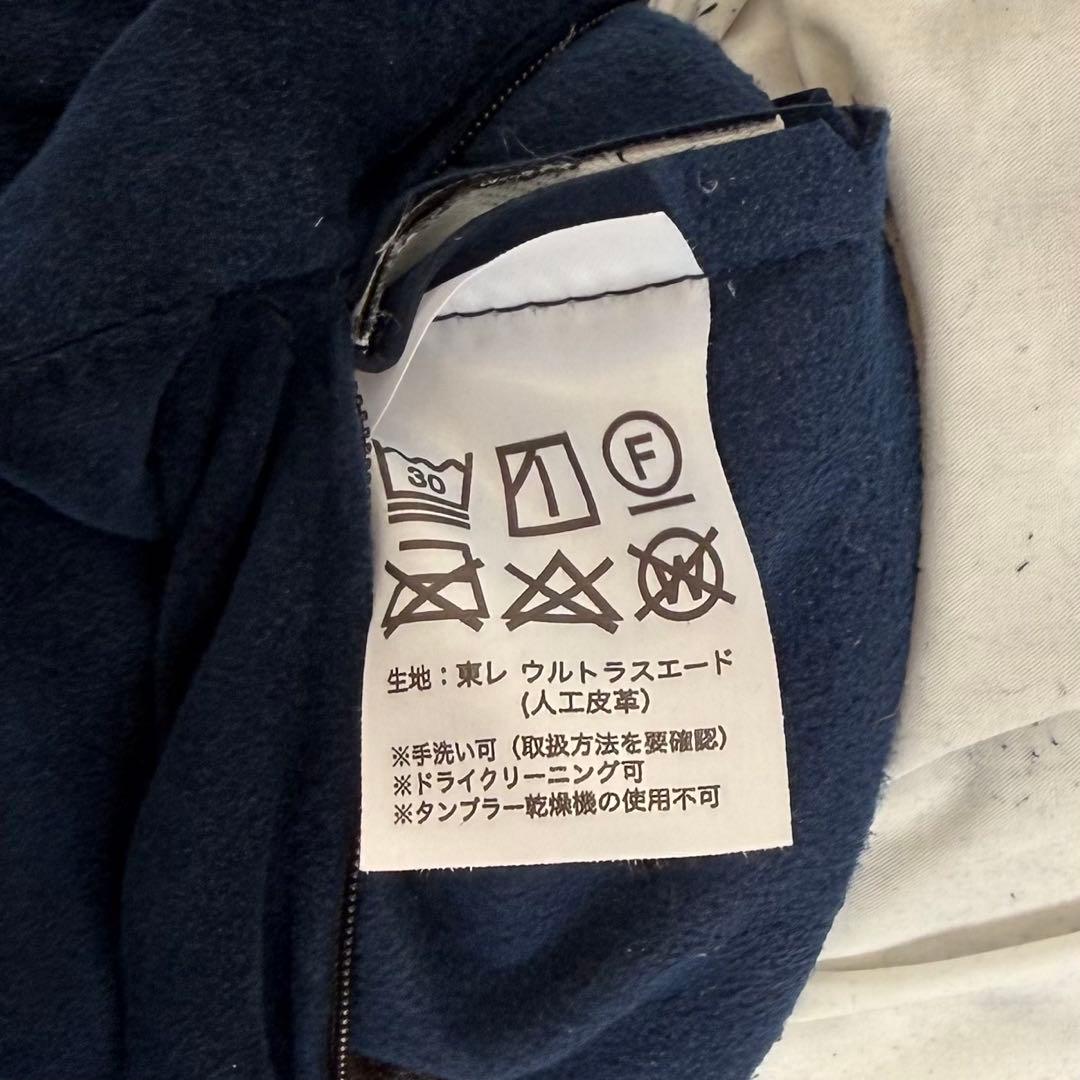 30
F
W
生地：東レ ウルトラスエード
(人工皮革)
※手洗い可（取扱方法を要確認）
※ドライクリーニング可
※タンブラー乾燥機の使用不可